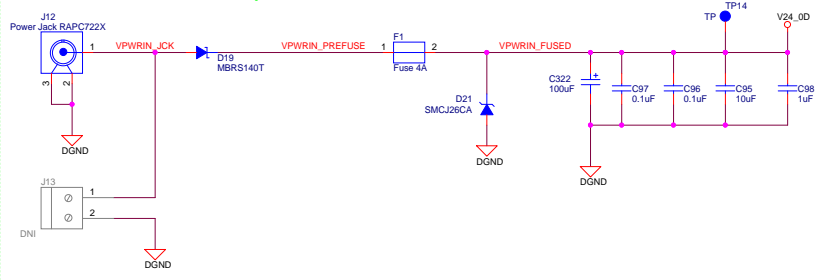 J12
Power Jack RAPC722X
1
3
2
DGND
VPWRIN_JCK
D19
MBRS140T
VPWRIN_PREFUSE
F1
1
2
Fuse 4A
VPWRIN_FUSED
D21
SMCJ26CA
DGND
C322
100uF
+
C97
0.1uF
C96
0.1uF
C95
10uF
C98
1uF
TP14
TP
V24_0D
DGND
J13
1
2
DNI
DGND